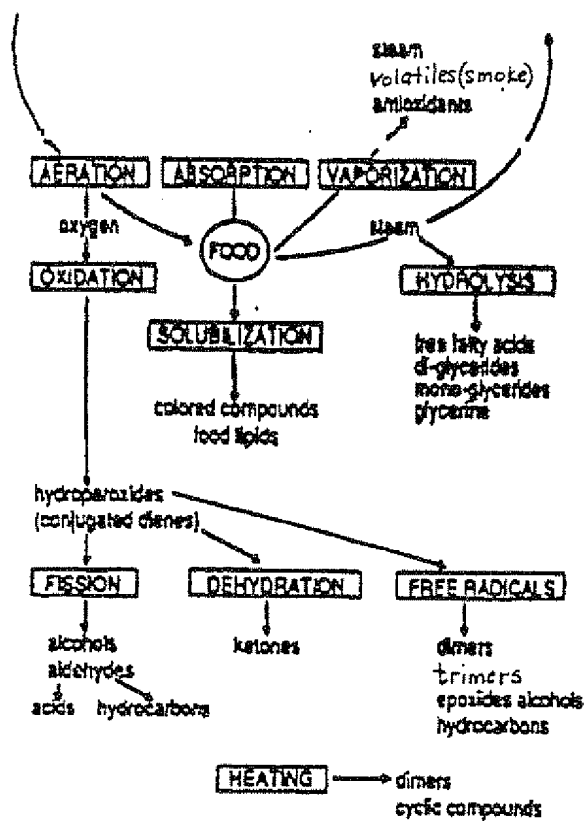 steam
volatiles(smoke)
antioxidants
AERATION
ABSORPTION
VAPORIZATION
oxygen
FOOD
steam
OXIDATION
HYDROLYSIS
SOLUBILIZATION
free fatty acids
di-glycerides
mono-glycerides
glycerine
colored compounds
food lipids
hydroperoxides
(conjugated dienes)
FISSION
DEHYDRATION
FREE RADICALS
alcohols
aldehydes
acids
hydrocarbons
ketones
dimers
trimers
epoxides alcohols
hydrocarbons
HEATING
dimers
cyclic compounds